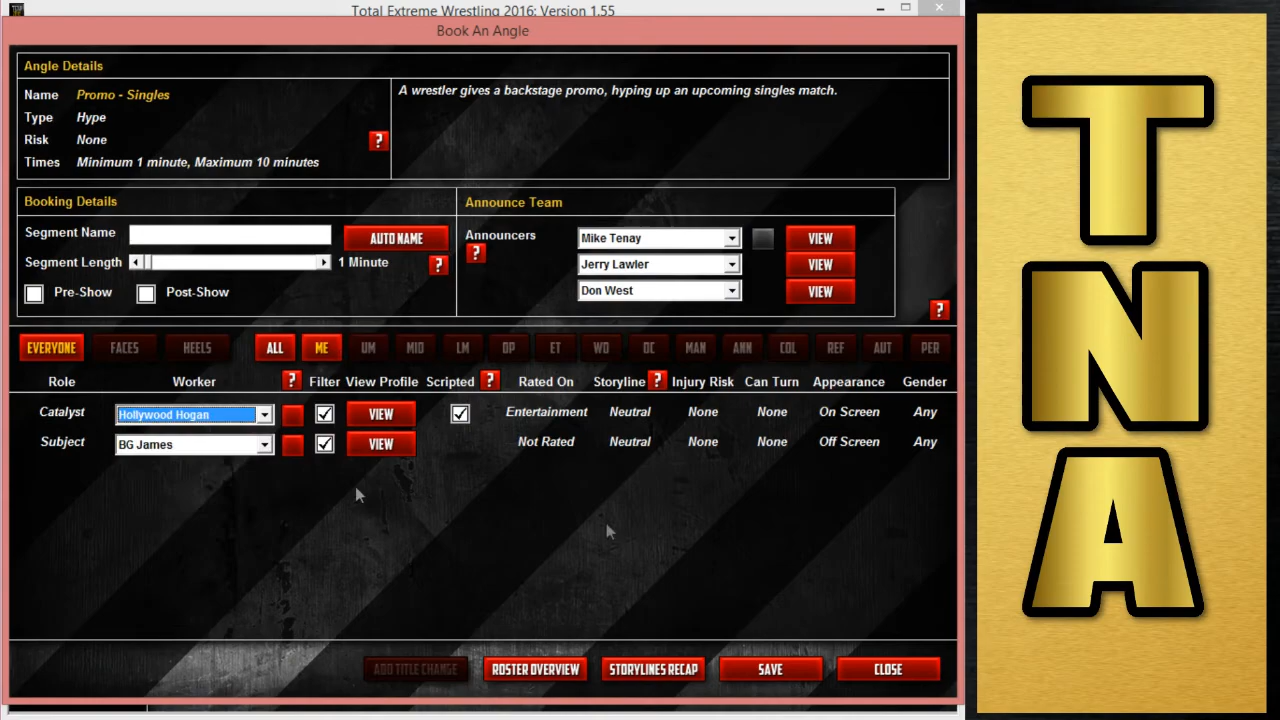 Total Extreme Wrestling 2016: Version 1.55
Book An Angle
Angle Details
Name Promo - Singles
A wrestler gives a backstage promo, hyping up an upcoming singles match.
Type Hype
Risk None
?
Times Minimum 1 minute, Maximum 10 minutes
Booking Details
Announce Team
Segment Name AUTO NAME
Announcers Mike Tenay VIEW
?
Segment Length 1 Minute ?
Jerry Lawler VIEW
Pre-Show Post-Show
Don West VIEW
?
EVERYONE FACES HEELS ALL ME UM MID LM OP ET WO OC MAN ANN COL REF AUT PER
Role Worker ? Filter View Profile Scripted ? Rated On Storyline ? Injury Risk Can Turn Appearance Gender
Catalyst Hollywood Hogan VIEW Entertainment Neutral None None On Screen Any
Subject BG James VIEW Not Rated Neutral None None Off Screen Any
ADD TITLE CHANGE ROSTER OVERVIEW STORYLINES RECAP SAVE CLOSE
T
N
A